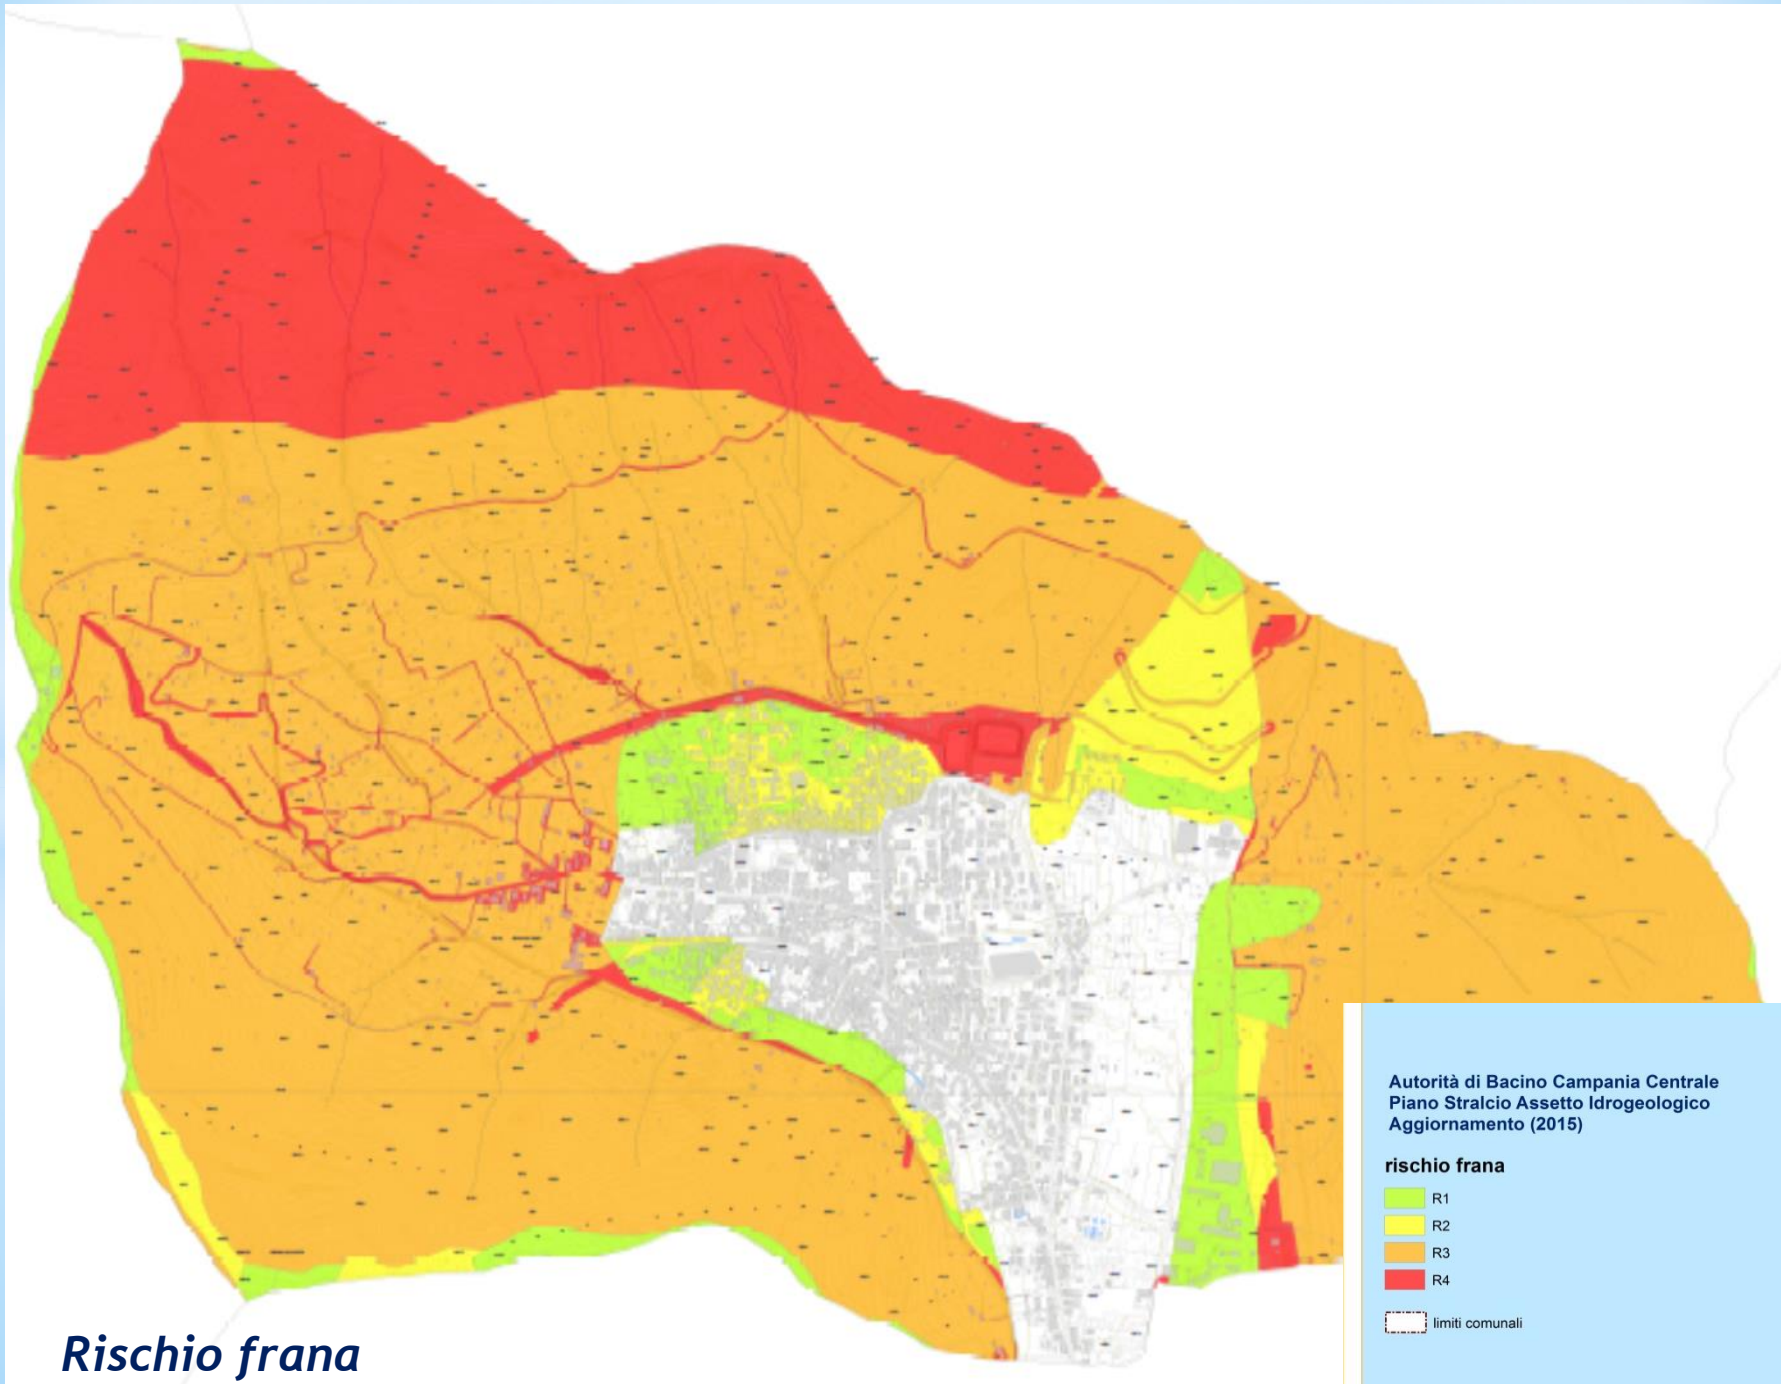 Autorità di Bacino Campania Centrale
Piano Stralcio Assetto Idrogeologico
Aggiornamento (2015)
rischio frana
R1
R2
R3
R4
limiti comunali
Rischio frana